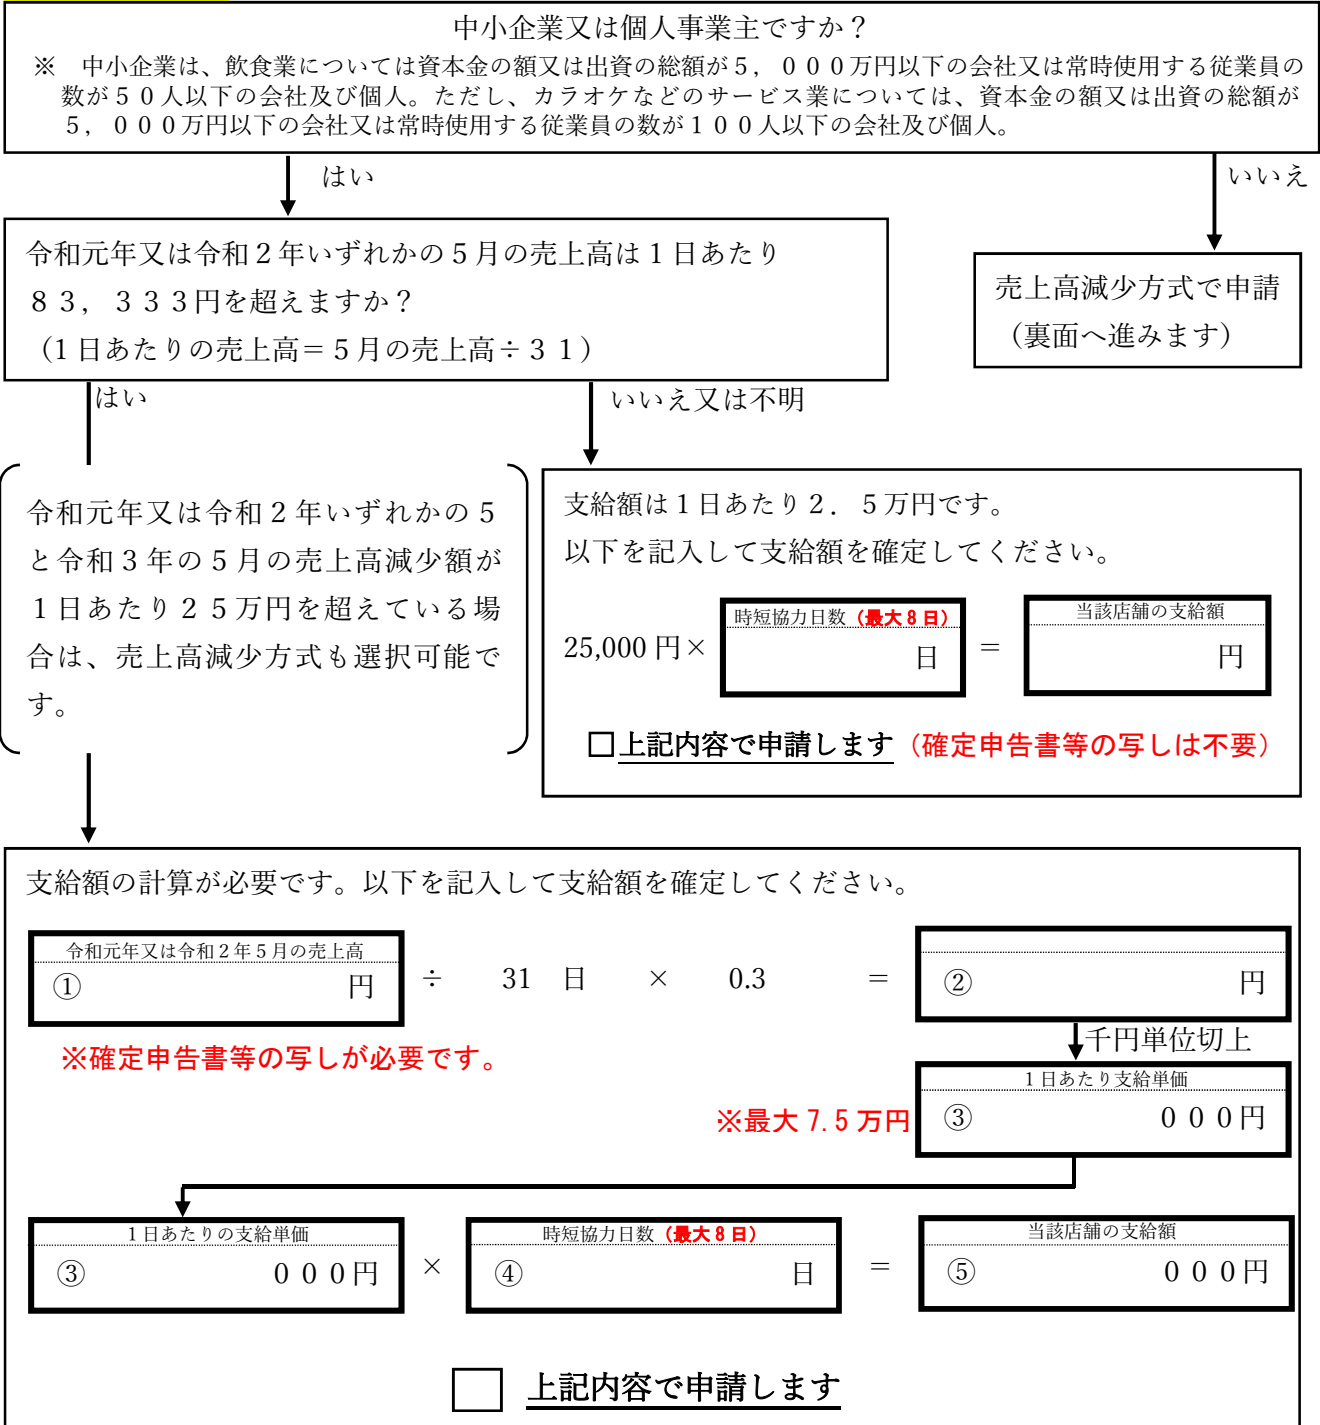 中小企業又は個人事業主ですか？
※　中小企業は、飲食業については資本金の額又は出資の総額が５，０００万円以下の会社又は常時使用する従業員の
数が５０人以下の会社及び個人。ただし、カラオケなどのサービス業については、資本金の額又は出資の総額が
５，０００万円以下の会社又は常時使用する従業員の数が１００人以下の会社及び個人。
はい
いいえ
令和元年又は令和２年いずれかの５月の売上高は１日あたり
８３，３３３円を超えますか？
（１日あたりの売上高＝５月の売上高÷３１）
売上高減少方式で申請
（裏面へ進みます）
はい
いいえ又は不明
令和元年又は令和２年いずれかの５
と令和３年の５月の売上高減少額が
１日あたり２５万円を超えている場
合は、売上高減少方式も選択可能で
す。
支給額は１日あたり２．５万円です。
以下を記入して支給額を確定してください。
時短協力日数（最大８日）
当該店舗の支給額
25,000 円× 日 ＝ 円
□上記内容で申請します（確定申告書等の写しは不要）
支給額の計算が必要です。以下を記入して支給額を確定してください。
令和元年又は令和２年５月の売上高
① 円 ÷ 31 日 × 0.3 ＝ ② 円
※確定申告書等の写しが必要です。
千円単位切上
１日あたり支給単価
※最大 7.5 万円
③ ０００円
１日あたりの支給単価
時短協力日数（最大８日）
当該店舗の支給額
③ ０００円 × ④ 日 ＝ ⑤ ０００円
上記内容で申請します